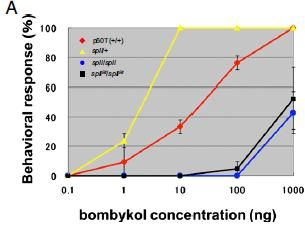 A
100
80
60
40
20
0
Behavioral response (%)
p50T(+/+)
spli/+
spli/spli
0.1 1 10 100 1000
bombykol concentration (ng)